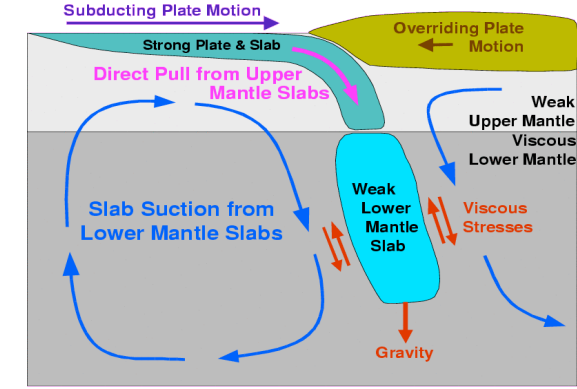 Subducting Plate Motion
Overriding Plate
Motion
Strong Plate & Slab
Direct Pull from Upper
Mantle Slabs
Weak
Upper Mantle
Viscous
Lower Mantle
Slab Suction from
Lower Mantle Slabs
Weak
Lower
Mantle
Slab
Viscous
Stresses
Gravity